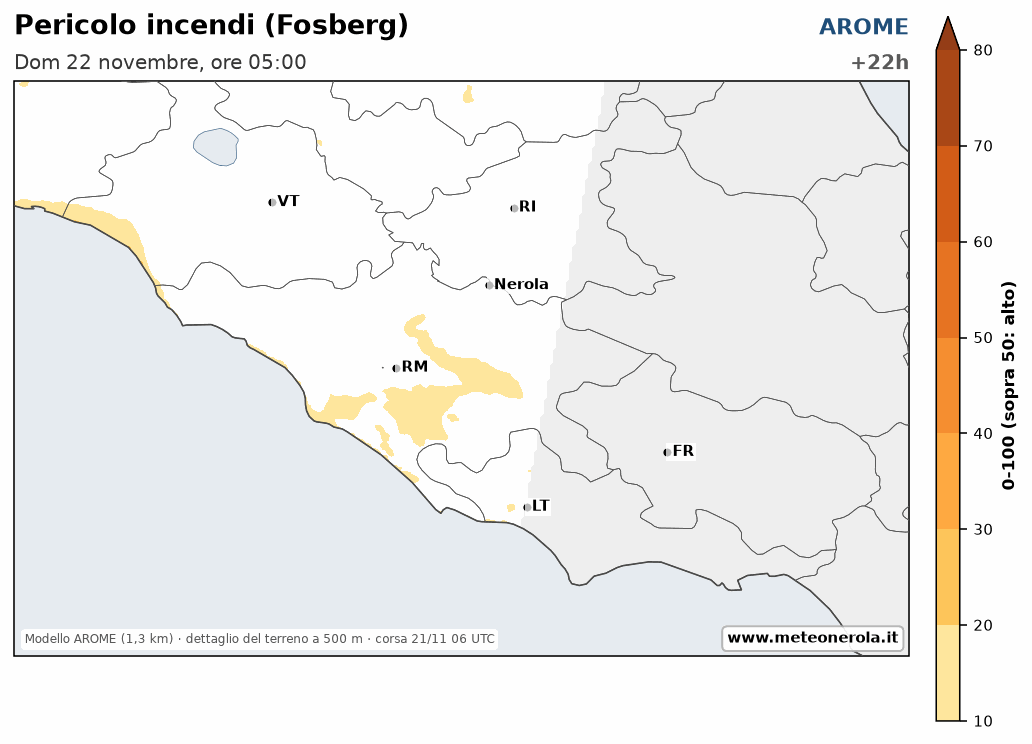 Pericolo incendi (Fosberg)
AROME
Dom 22 novembre, ore 05:00
+22h
VT
RI
Nerola
RM
FR
LT
Modello AROME (1,3 km) · dettaglio del terreno a 500 m · corsa 21/11 06 UTC
www.meteonerola.it
80
70
60
50
40
30
20
10
0-100 (sopra 50: alto)